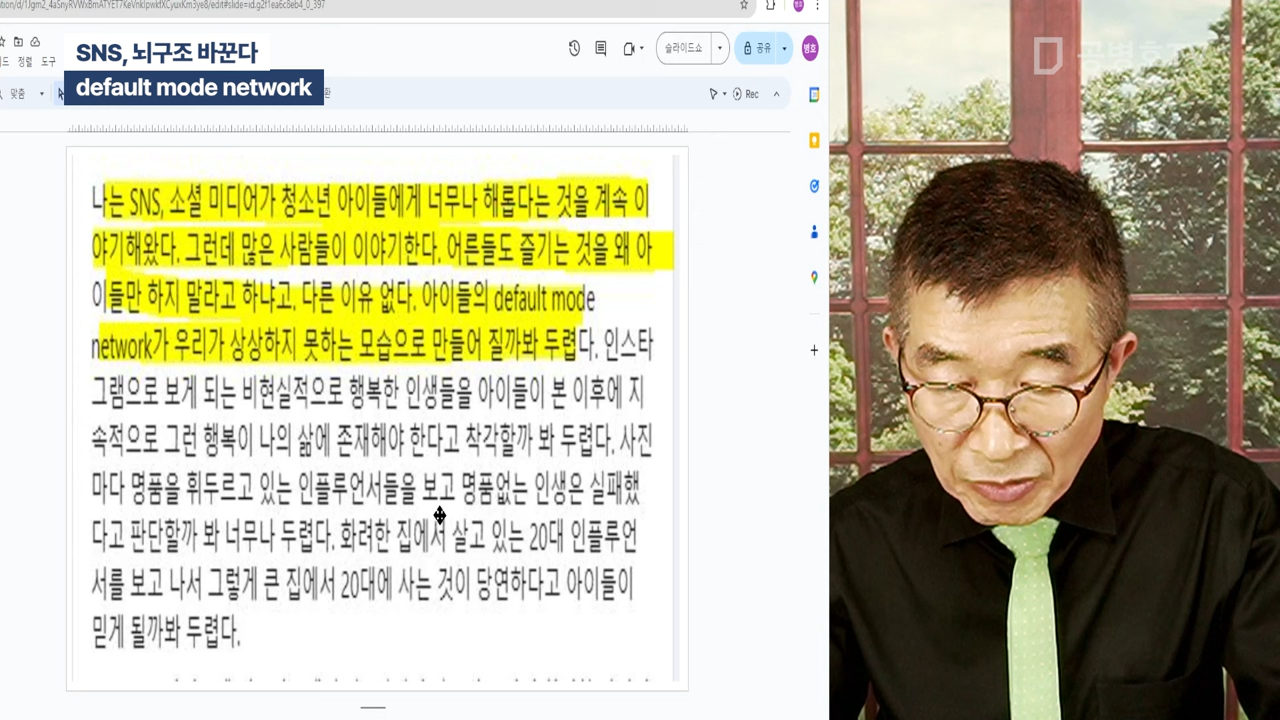 SNS, 뇌구조 바꾼다
default mode network
정렬 도구
맞춤
슬라이드쇼
공유
병호
Rec
나는 SNS, 소셜 미디어가 청소년 아이들에게 너무나 해롭다는 것을 계속 이
야기해왔다. 그런데 많은 사람들이 이야기한다. 어른들도 즐기는 것을 왜 아
이들만 하지 말라고 하냐고. 다른 이유 없다. 아이들의 default mode
network가 우리가 상상하지 못하는 모습으로 만들어 질까봐 두렵다. 인스타
그램으로 보게 되는 비현실적으로 행복한 인생들을 아이들이 본 이후에 지
속적으로 그런 행복이 나의 삶에 존재해야 한다고 착각할까 봐 두렵다. 사진
마다 명품을 휘두르고 있는 인플루언서들을 보고 명품없는 인생은 실패했
다고 판단할까 봐 너무나 두렵다. 화려한 집에서 살고 있는 20대 인플루언
서를 보고 나서 그렇게 큰 집에서 20대에 사는 것이 당연하다고 아이들이
믿게 될까봐 두렵다.